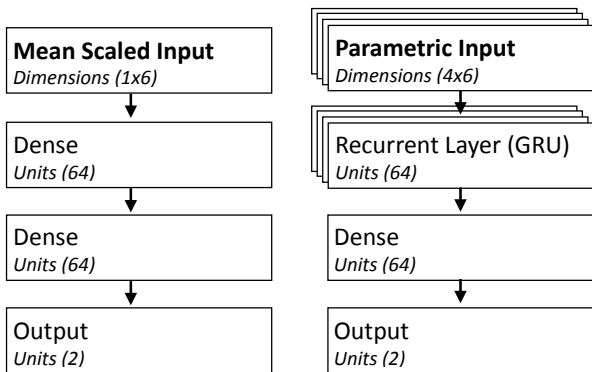 Mean Scaled Input
Dimensions (1x6)
Dense
Units (64)
Dense
Units (64)
Output
Units (2)
Parametric Input
Dimensions (4x6)
Recurrent Layer (GRU)
Units (64)
Dense
Units (64)
Output
Units (2)